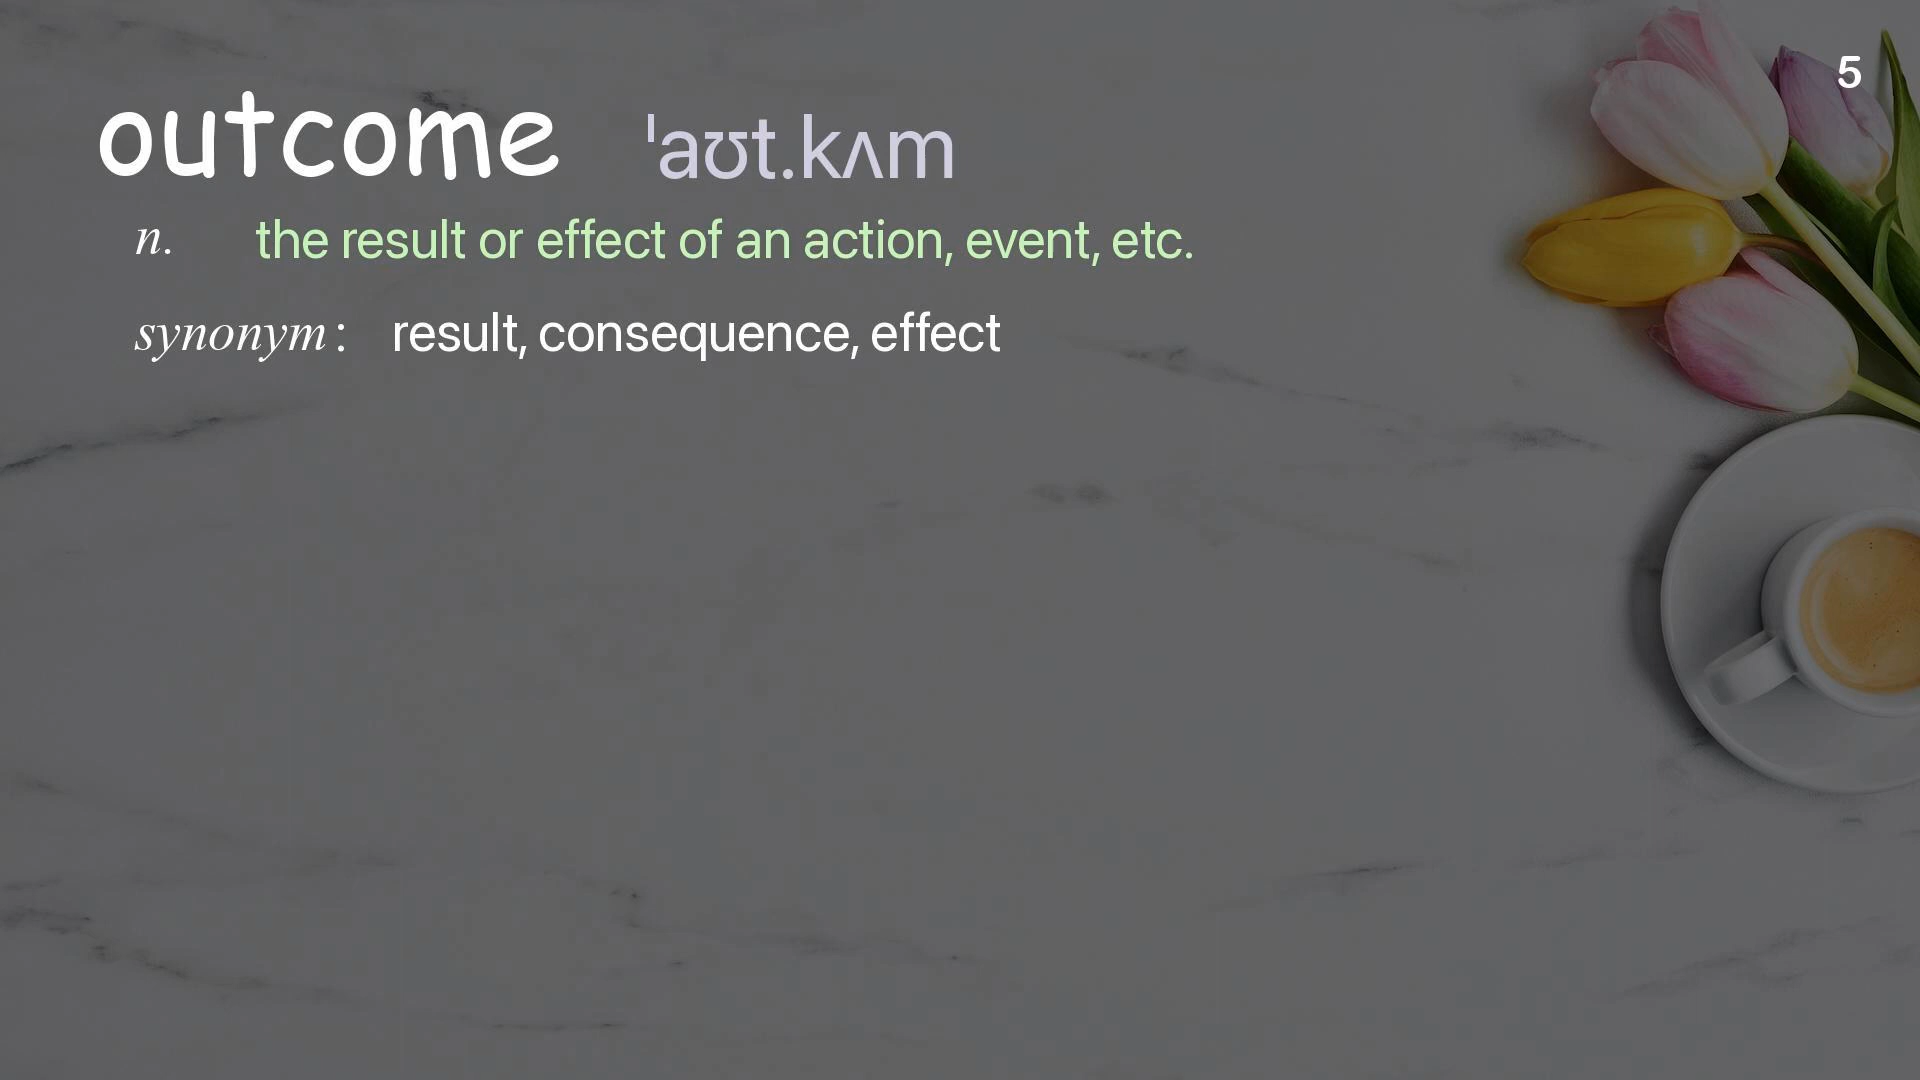 5
outcome ˈaʊt.kʌm
n. the result or effect of an action, event, etc.
synonym: result, consequence, effect